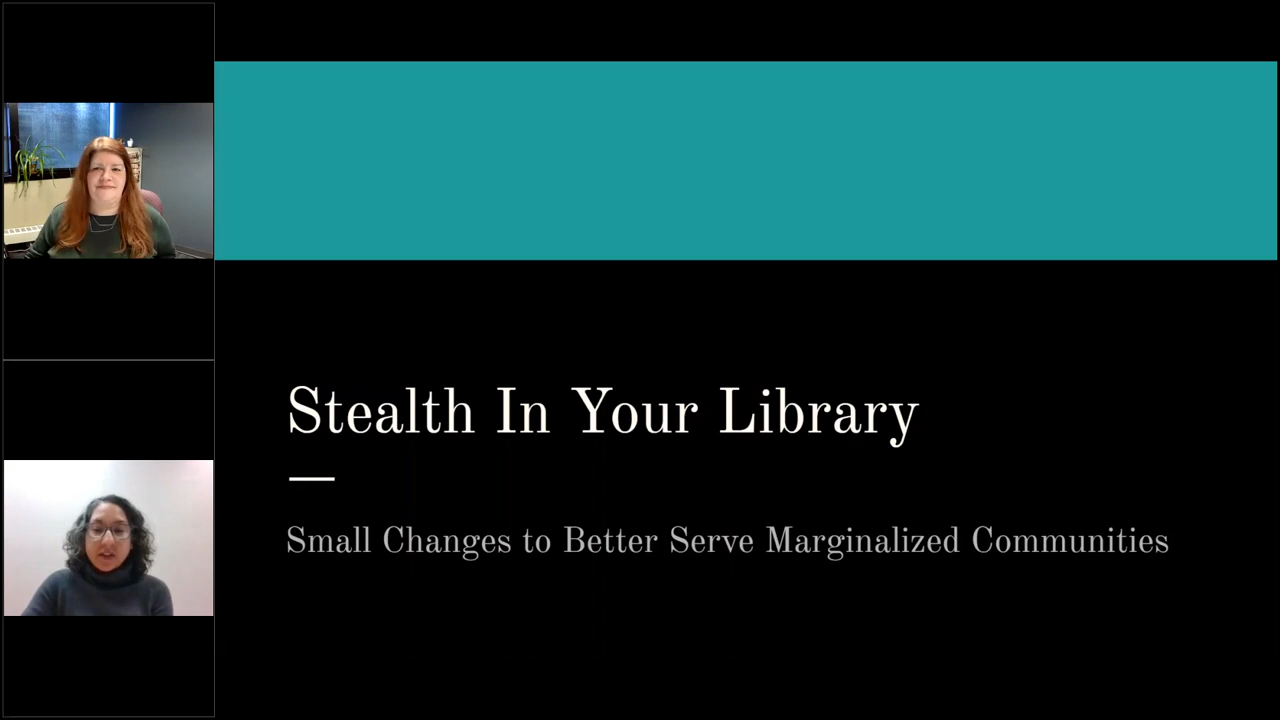 Stealth In Your Library
Small Changes to Better Serve Marginalized Communities